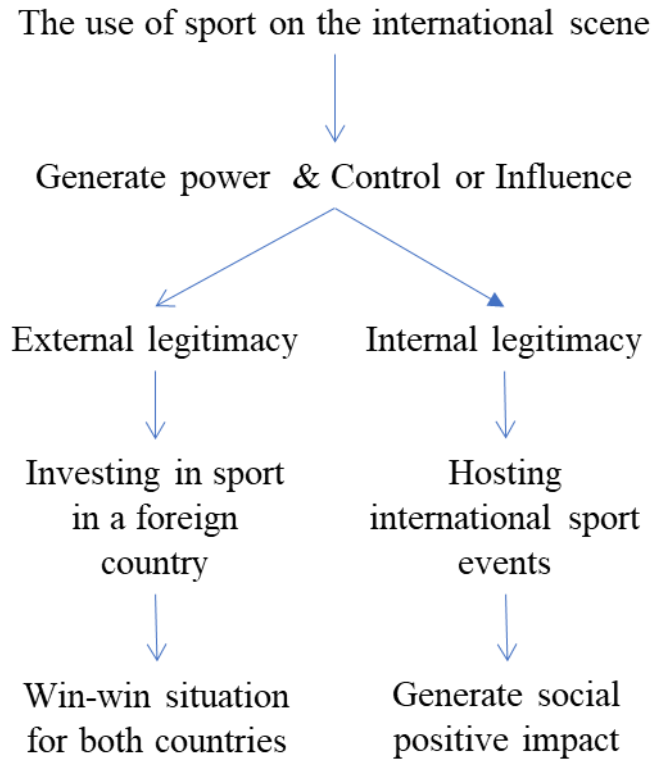 The use of sport on the international scene
Generate power & Control or Influence
External legitimacy
Internal legitimacy
Investing in sport
in a foreign
country
Hosting
international sport
events
Win-win situation
for both countries
Generate social
positive impact